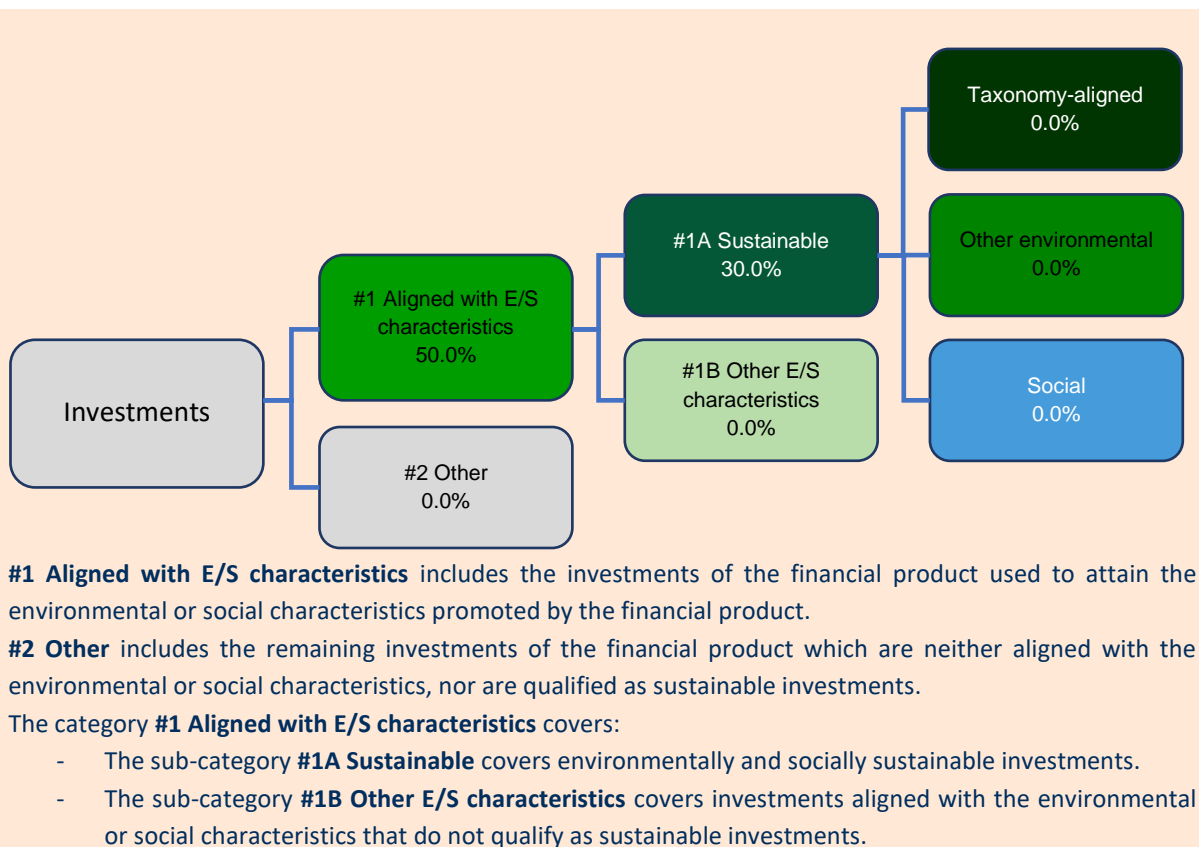 Taxonomy-aligned
0.0%
#1A Sustainable
30.0%
Other environmental
0.0%
#1 Aligned with E/S
characteristics
50.0%
#1B Other E/S
characteristics
0.0%
Social
0.0%
Investments
#2 Other
0.0%
#1 Aligned with E/S characteristics includes the investments of the financial product used to attain the
environmental or social characteristics promoted by the financial product.
#2 Other includes the remaining investments of the financial product which are neither aligned with the
environmental or social characteristics, nor are qualified as sustainable investments.
The category #1 Aligned with E/S characteristics covers:
- The sub-category #1A Sustainable covers environmentally and socially sustainable investments.
- The sub-category #1B Other E/S characteristics covers investments aligned with the environmental
or social characteristics that do not qualify as sustainable investments.